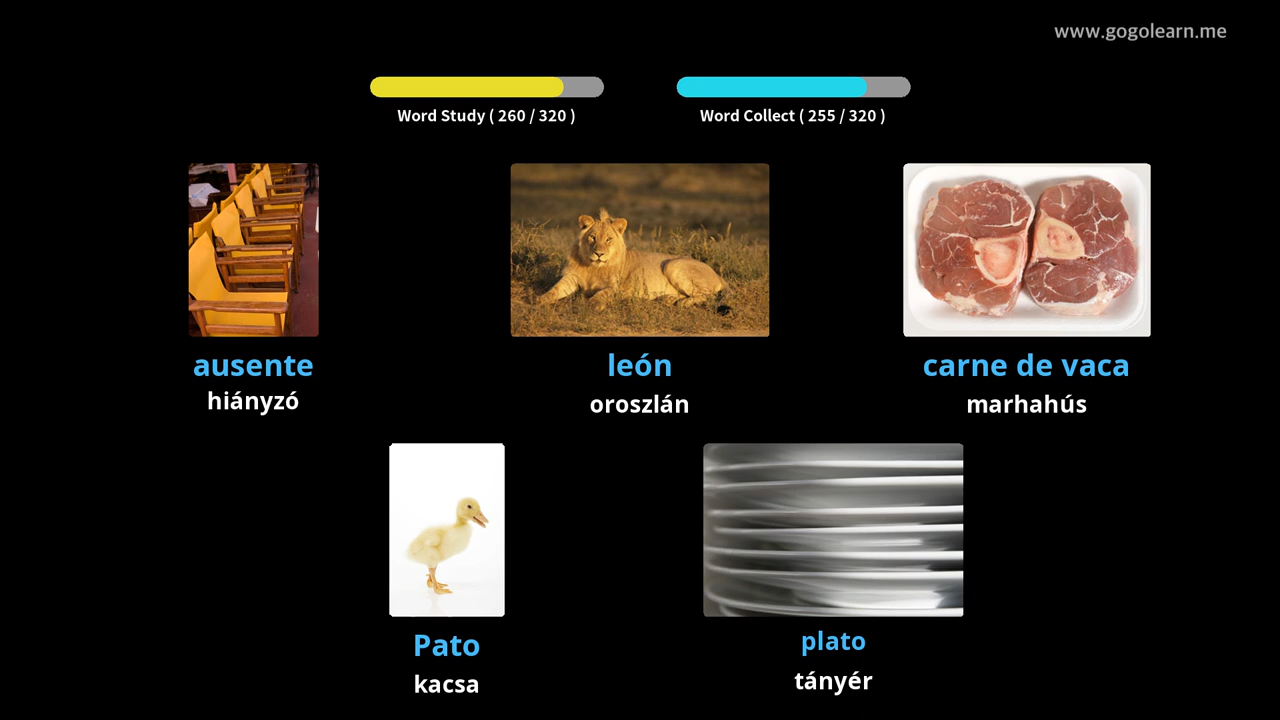 www.gogolearn.me
Word Study ( 260 / 320 )
Word Collect ( 255 / 320 )
ausente
hiányzó
león
oroszlán
carne de vaca
marhahús
Pato
kacsa
plato
tányér